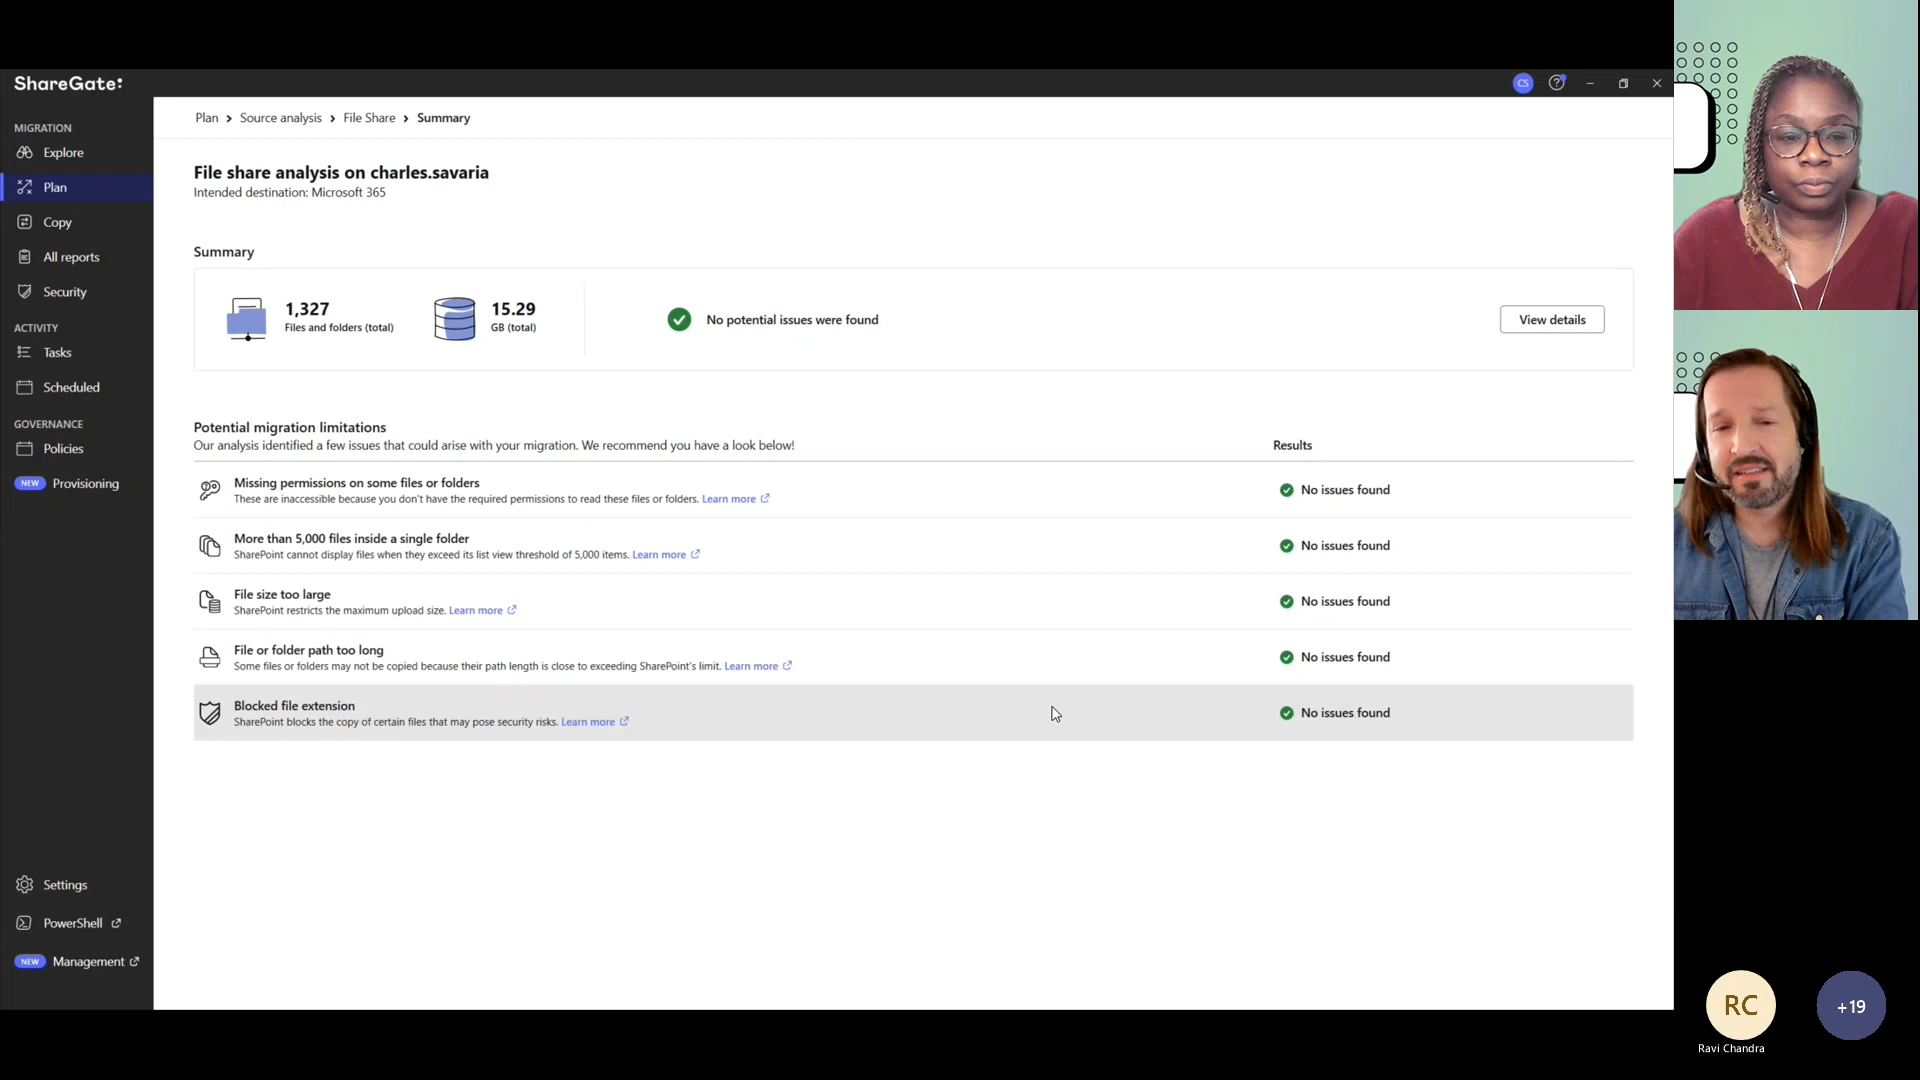 ShareGate:
CS
MIGRATION
Explore
Plan
Copy
All reports
Security
ACTIVITY
Tasks
Scheduled
GOVERNANCE
Policies
NEW Provisioning
Settings
PowerShell
NEW Management
Plan > Source analysis > File Share > Summary
File share analysis on charles.savaria
Intended destination: Microsoft 365
Summary
1,327
Files and folders (total)
15.29
GB (total)
No potential issues were found
View details
Potential migration limitations
Our analysis identified a few issues that could arise with your migration. We recommend you have a look below!
Results
Missing permissions on some files or folders
These are inaccessible because you don't have the required permissions to read these files or folders. Learn more
No issues found
More than 5,000 files inside a single folder
SharePoint cannot display files when they exceed its list view threshold of 5,000 items. Learn more
No issues found
File size too large
SharePoint restricts the maximum upload size. Learn more
No issues found
File or folder path too long
Some files or folders may not be copied because their path length is close to exceeding SharePoint's limit. Learn more
No issues found
Blocked file extension
SharePoint blocks the copy of certain files that may pose security risks. Learn more
No issues found
RC
Ravi Chandra
+19